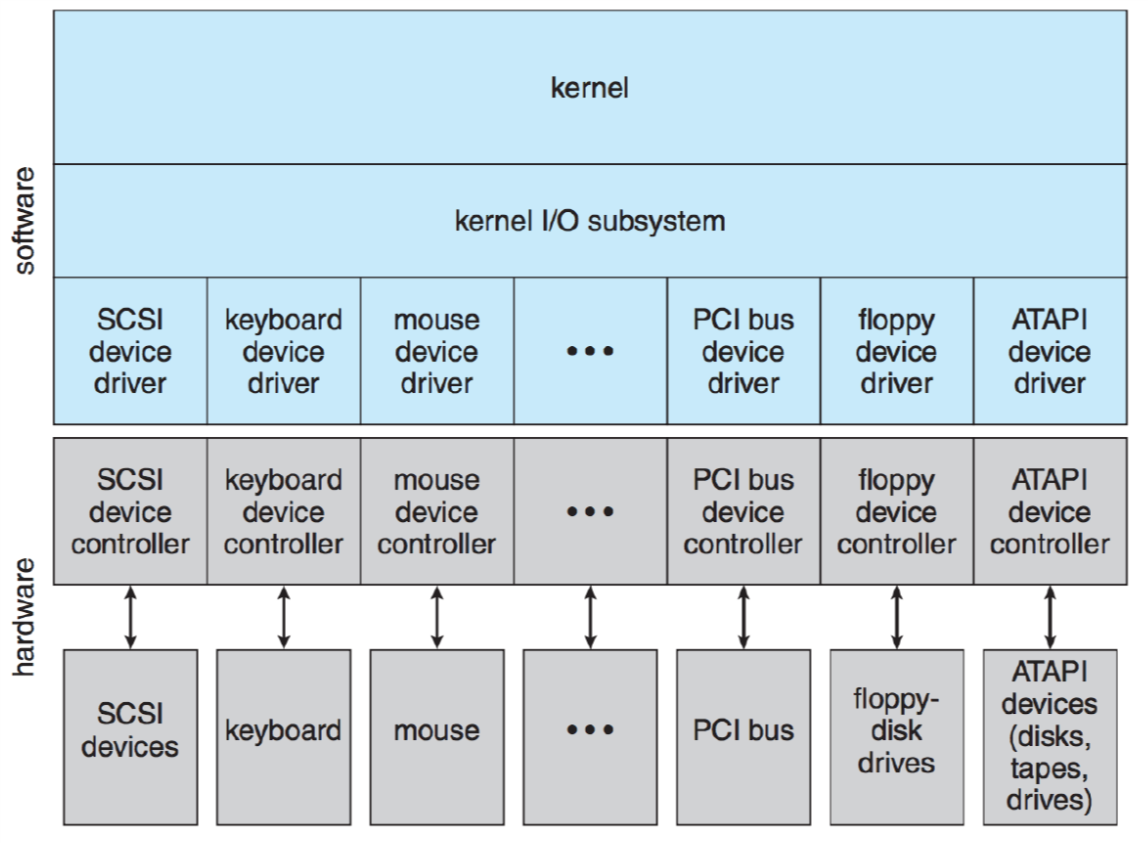 software
kernel
kernel I/O subsystem
SCSI
device
driver
keyboard
device
driver
mouse
device
driver
•••
PCI bus
device
driver
floppy
device
driver
ATAPI
device
driver
hardware
SCSI
device
controller
keyboard
device
controller
mouse
device
controller
•••
PCI bus
device
controller
floppy
device
controller
ATAPI
device
controller
SCSI
devices
keyboard
mouse
•••
PCI bus
floppy-
disk
drives
ATAPI
devices
(disks,
tapes,
drives)